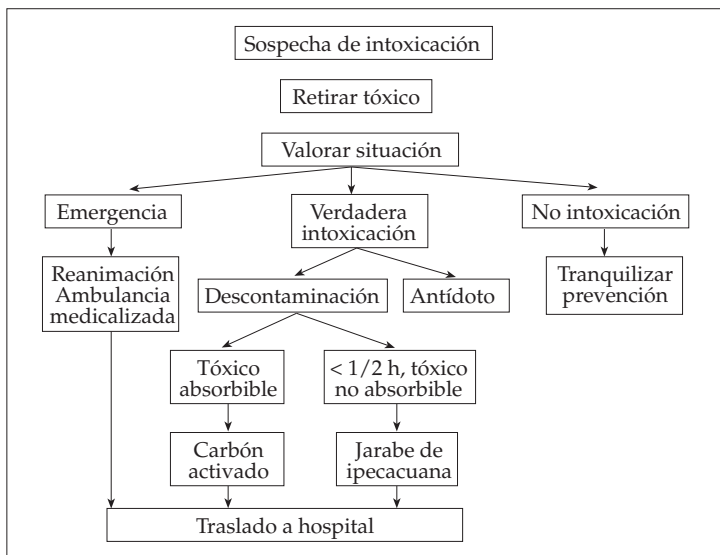 Sospecha de intoxicación
Retirar tóxico
Valorar situación
Emergencia
Verdadera
intoxicación
No intoxicación
Reanimación
Ambulancia
medicalizada
Descontaminación
Antídoto
Tranquilizar
prevención
Tóxico
absorbible
< 1/2 h, tóxico
no absorbible
Carbón
activado
Jarabe de
ipecacuana
Traslado a hospital